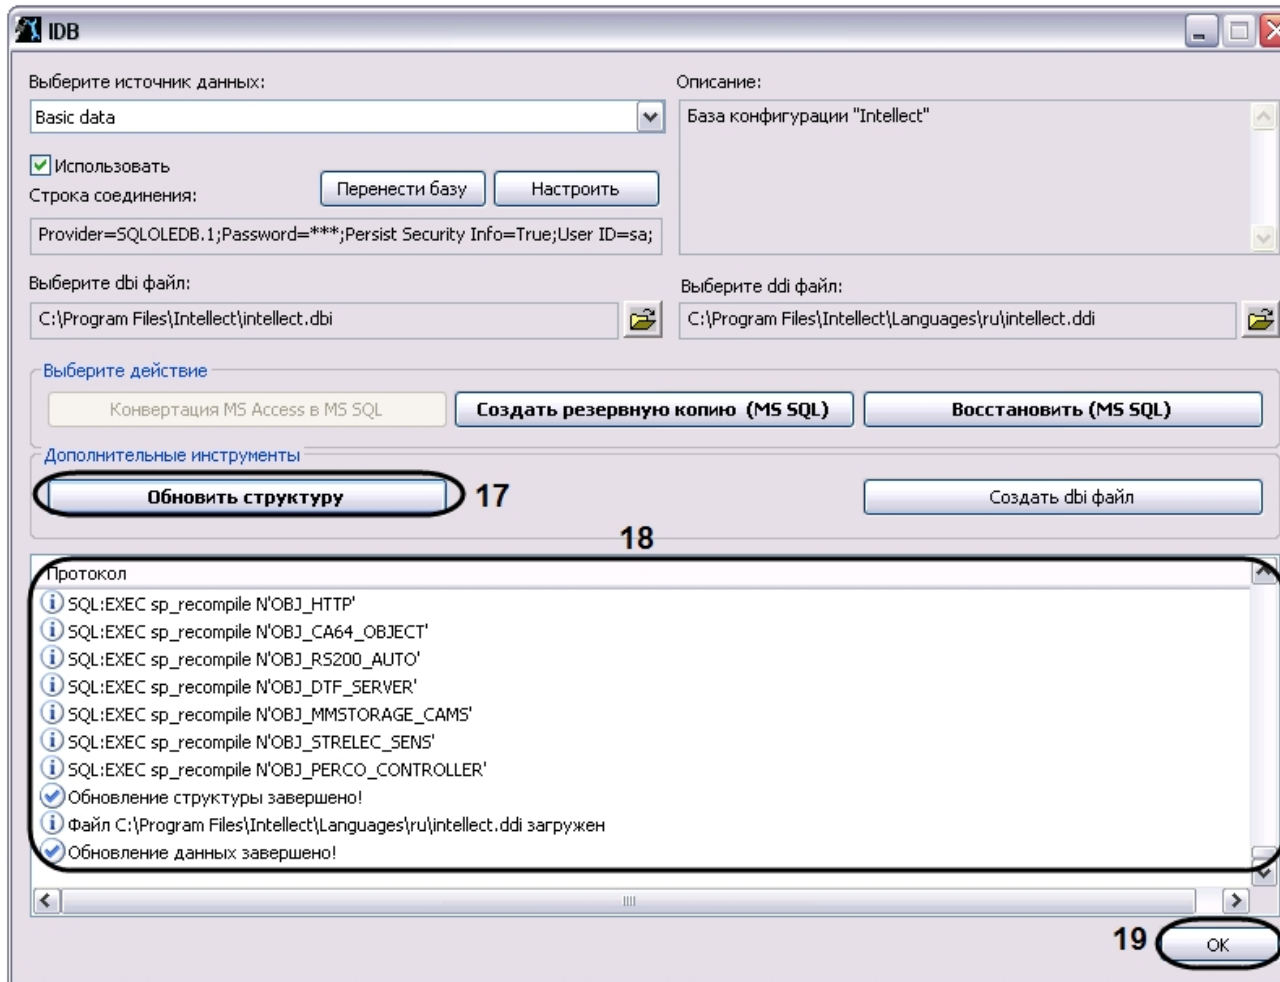 IDB
Выберите источник данных:
Описание:
Basic data
База конфигурации "Intellect"
Использовать
Строка соединения:
Перенести базу
Настроить
Provider=SQLOLEDB.1;Password=***;Persist Security Info=True;User ID=sa;
Выберите dbi файл:
Выберите ddi файл:
C:\Program Files\Intellect\intellect.dbi
C:\Program Files\Intellect\Languages\ru\intellect.ddi
Выберите действие
Конвертация MS Access в MS SQL
Создать резервную копию (MS SQL)
Восстановить (MS SQL)
Дополнительные инструменты
Обновить структуру
17
Создать dbi файл
18
Протокол
SQL:EXEC sp_recompile N'OBJ_HTTP'
SQL:EXEC sp_recompile N'OBJ_CA64_OBJECT'
SQL:EXEC sp_recompile N'OBJ_RS200_AUTO'
SQL:EXEC sp_recompile N'OBJ_DTF_SERVER'
SQL:EXEC sp_recompile N'OBJ_MMSTORAGE_CAMS'
SQL:EXEC sp_recompile N'OBJ_STRELEC_SENS'
SQL:EXEC sp_recompile N'OBJ_PERCO_CONTROLLER'
Обновление структуры завершено!
Файл C:\Program Files\Intellect\Languages\ru\intellect.ddi загружен
Обновление данных завершено!
19
OK